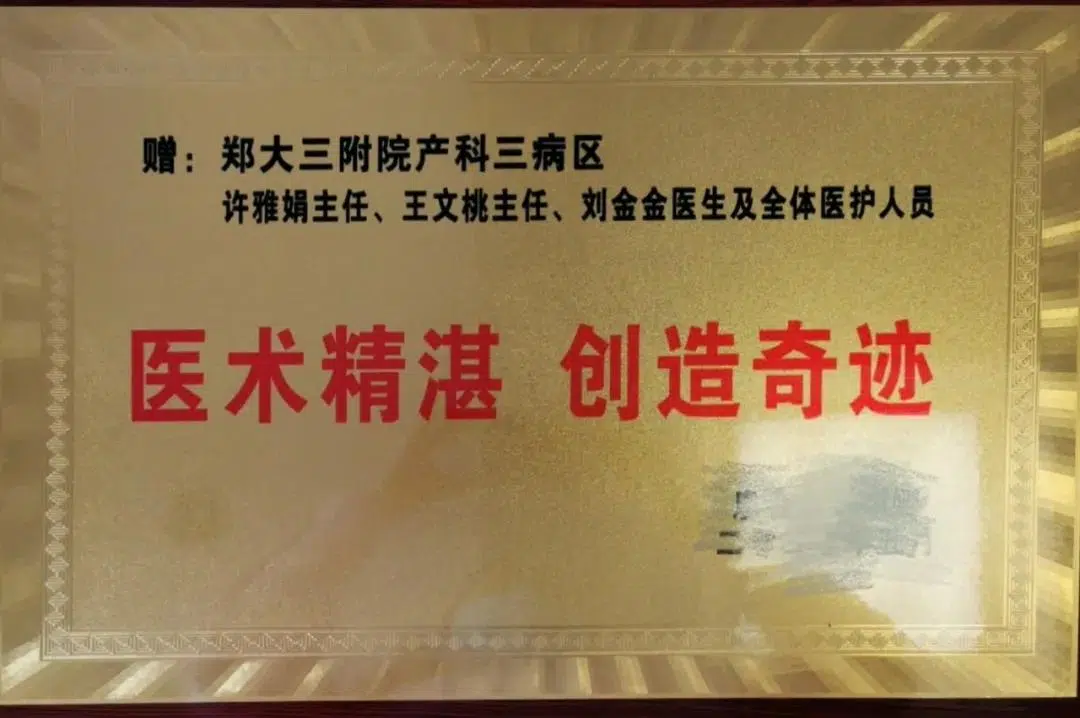 赠：郑大三附院产科三病区
许雅娟主任、王文桃主任、刘金金医生及全体医护人员
医术精湛 创造奇迹